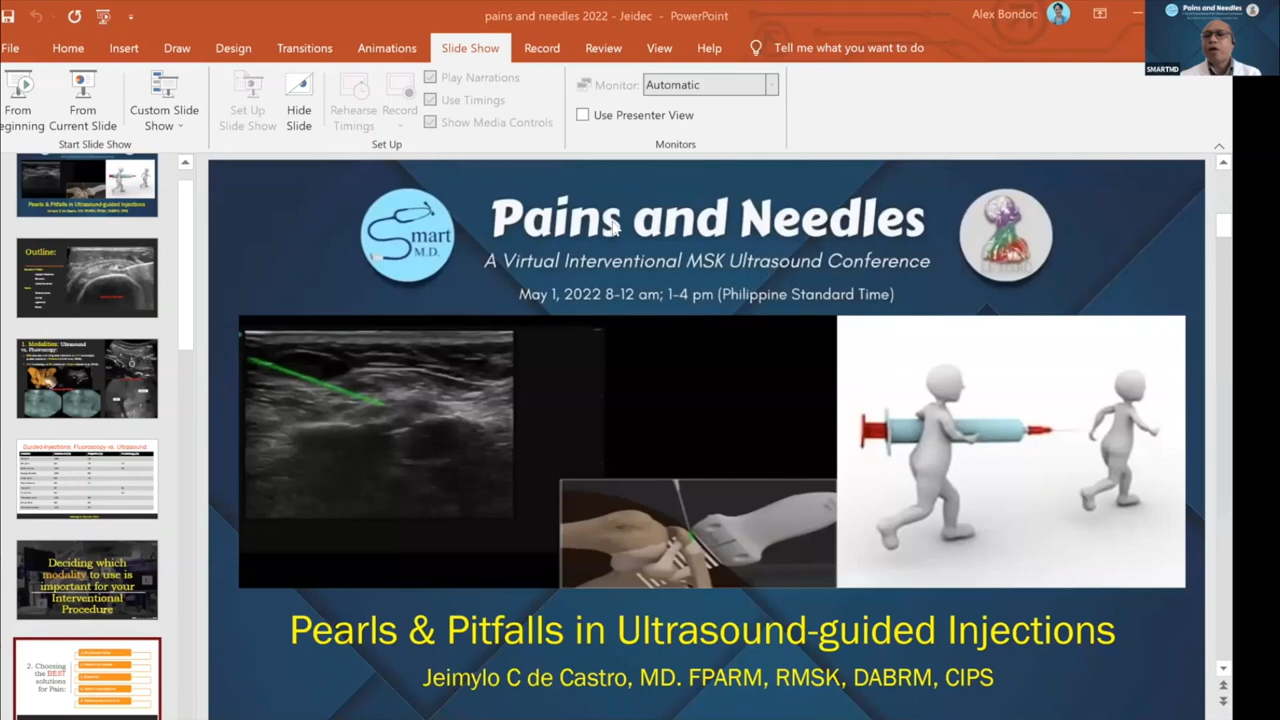 pains and needles 2022 - Jeidec - PowerPoint
Alex Bondoc
File Home Insert Draw Design Transitions Animations Slide Show Record Review View Help Tell me what you want to do
From Beginning
From Current Slide
Custom Slide Show
Start Slide Show
Set Up Slide Show
Hide Slide
Rehearse Timings
Record
Play Narrations
Use Timings
Show Media Controls
Set Up
Monitor: Automatic
Use Presenter View
Monitors
Pains and Needles
SMARTMD
Pearls & Pitfalls in Ultrasound-guided Injections
Outline:
1. Modalities: Ultrasound
vs. Fluoroscopy:
Guided Injections, Fluoroscopy vs. Ultrasound
Deciding which
modality to use is
important for your
Interventional
Procedure
2. Choosing
the BEST
solutions
for Pain:
Smart
M.D.
Pains and Needles
A Virtual Interventional MSK Ultrasound Conference
May 1, 2022 8-12 am; 1-4 pm (Philippine Standard Time)
Pearls & Pitfalls in Ultrasound-guided Injections
Jeimylo C de Castro, MD. FPARM, RMSK, DABRM, CIPS